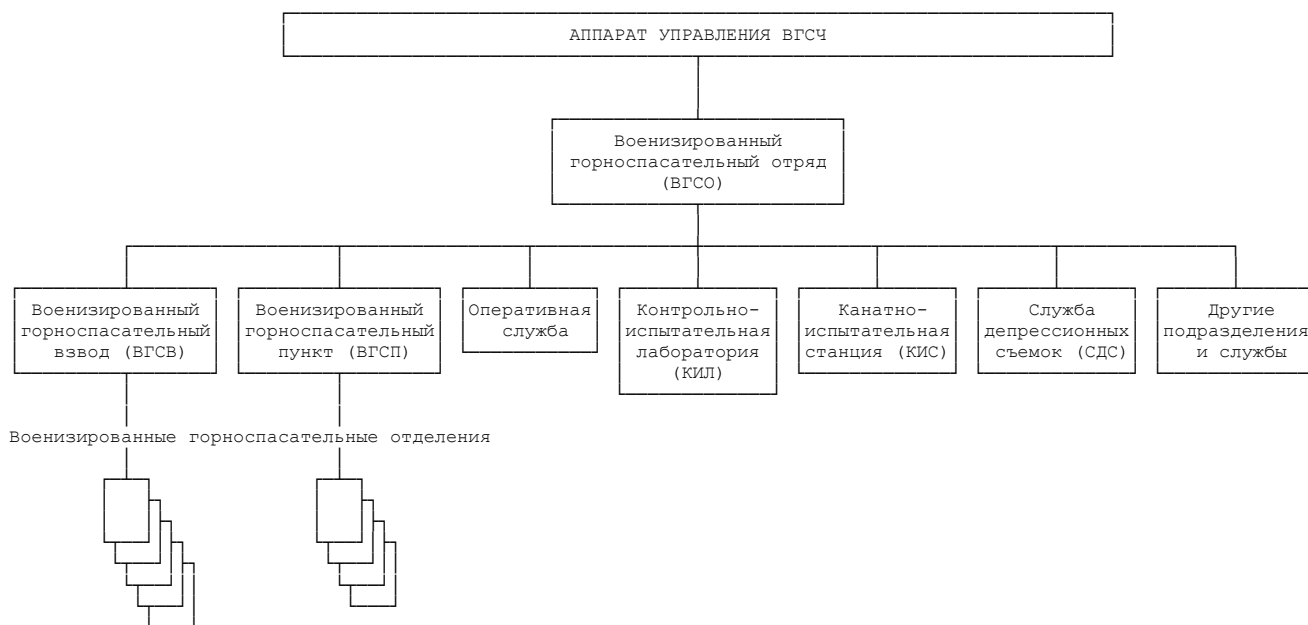 АППАРАТ УПРАВЛЕНИЯ ВГСЧ
Военизированный
горноспасательный отряд
(ВГСО)
Военизированный
горноспасательный
взвод (ВГСВ)
Военизированный
горноспасательный
пункт (ВГСП)
Оперативная
служба
Контрольно-
испытательная
лаборатория
(КИЛ)
Канатно-
испытательная
станция (КИС)
Служба
депрессионных
съемок (СДС)
Другие
подразделения
и службы
Военизированные горноспасательные отделения